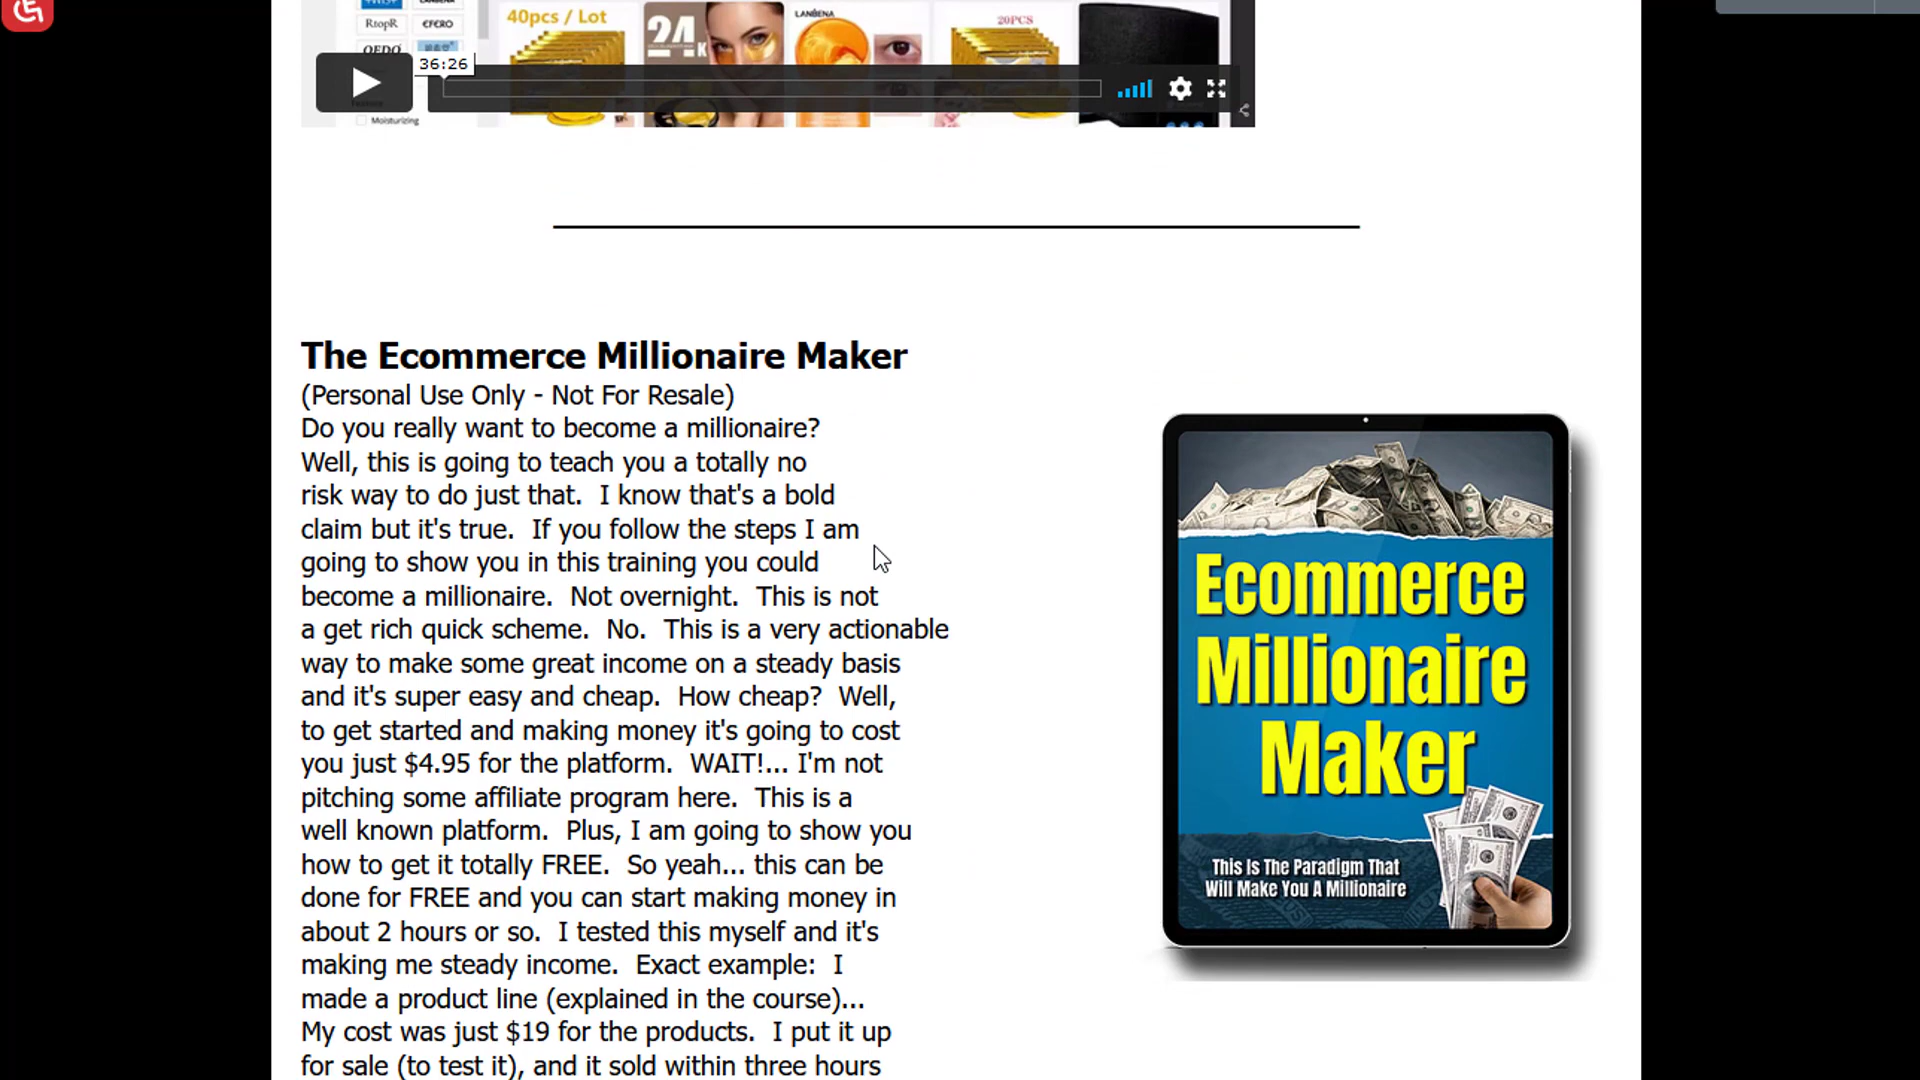 40pcs / Lot
24
K
LANBENA
20PCS
RtopR
EFERO
OEDO
36:26
Moisturizing
The Ecommerce Millionaire Maker
(Personal Use Only - Not For Resale)
Do you really want to become a millionaire?
Well, this is going to teach you a totally no
risk way to do just that.  I know that's a bold
claim but it's true.  If you follow the steps I am
going to show you in this training you could
become a millionaire.  Not overnight.  This is not
a get rich quick scheme.  No.  This is a very actionable
way to make some great income on a steady basis
and it's super easy and cheap.  How cheap?  Well,
to get started and making money it's going to cost
you just $4.95 for the platform.  WAIT!... I'm not
pitching some affiliate program here.  This is a
well known platform.  Plus, I am going to show you
how to get it totally FREE.  So yeah... this can be
done for FREE and you can start making money in
about 2 hours or so.  I tested this myself and it's
making me steady income.  Exact example:  I
made a product line (explained in the course)...
My cost was just $19 for the products.  I put it up
for sale (to test it), and it sold within three hours
Ecommerce
Millionaire
Maker
This Is The Paradigm That
Will Make You A Millionaire